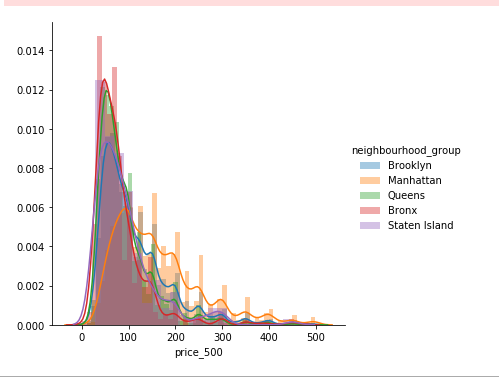 0.014
0.012
0.010
0.008
0.006
0.004
0.002
0.000
0 100 200 300 400 500
price_500
neighbourhood_group
Brooklyn
Manhattan
Queens
Bronx
Staten Island